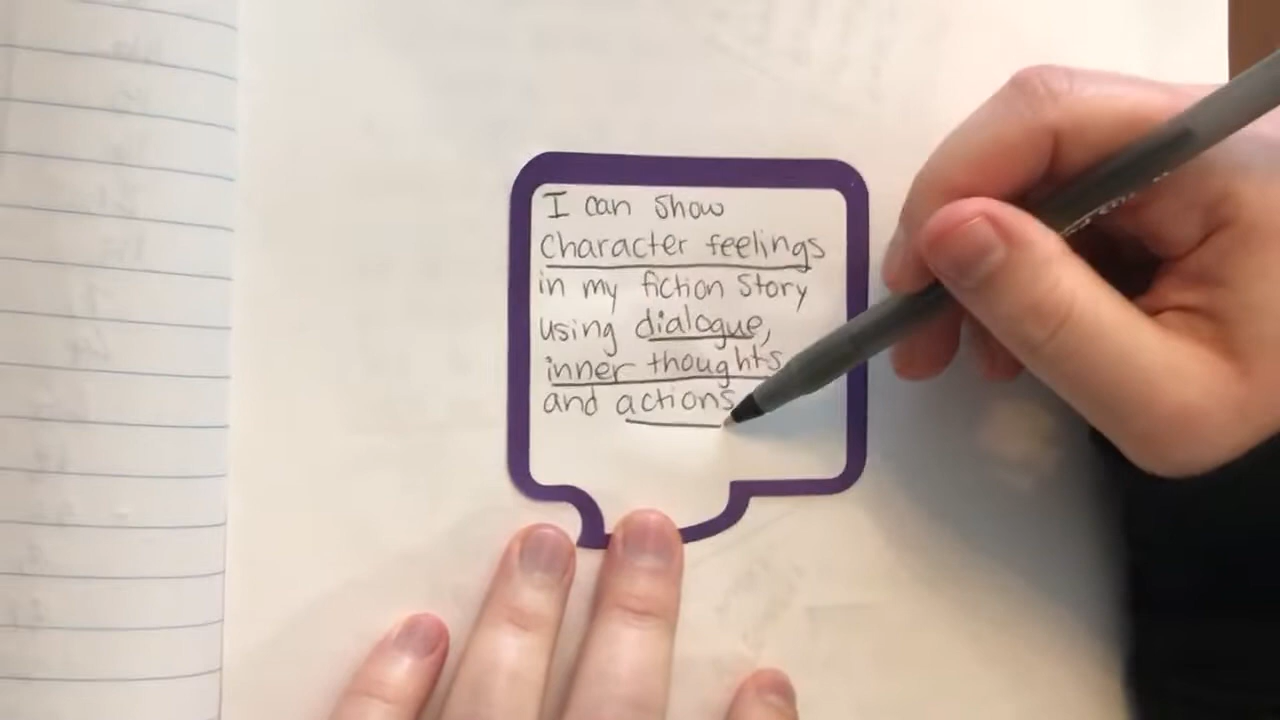 I can show
character feelings
in my fiction story
using dialogue,
inner thoughts
and actions